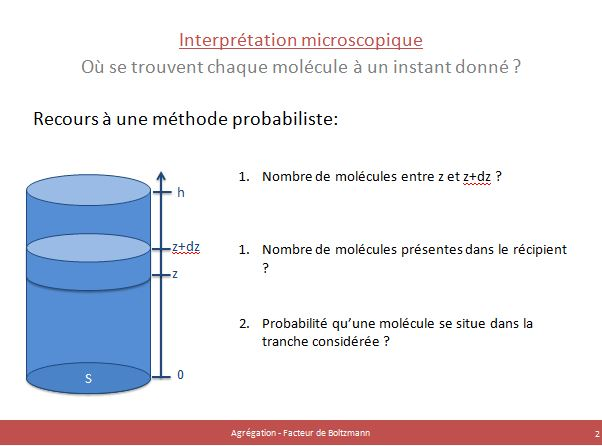 Interprétation microscopique
Où se trouvent chaque molécule à un instant donné ?
Recours à une méthode probabiliste:
1. Nombre de molécules entre z et z+dz ?
h
z+dz
z
0
S
1. Nombre de molécules présentes dans le récipient
?
2. Probabilité qu'une molécule se situe dans la
tranche considérée ?
Agrégation - Facteur de Boltzmann
2